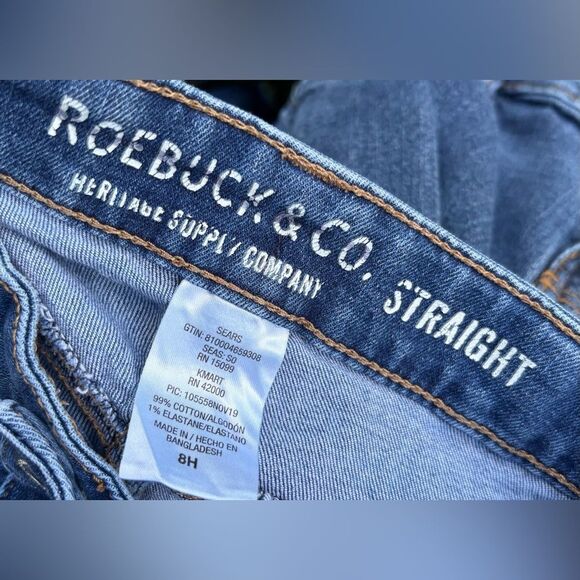 ROEBUCK & CO.
HERITAGE SUPPLY COMPANY
STRAIGHT
SEARS
GTIN: 810004659308
SEAS: 50
RN 15099
KMART
RN 42000
PIC: 105558NOV19
99% COTTON/ALGODÓN
1% ELASTANE/ELASTANO
MADE IN / HECHO EN
BANGLADESH
8H